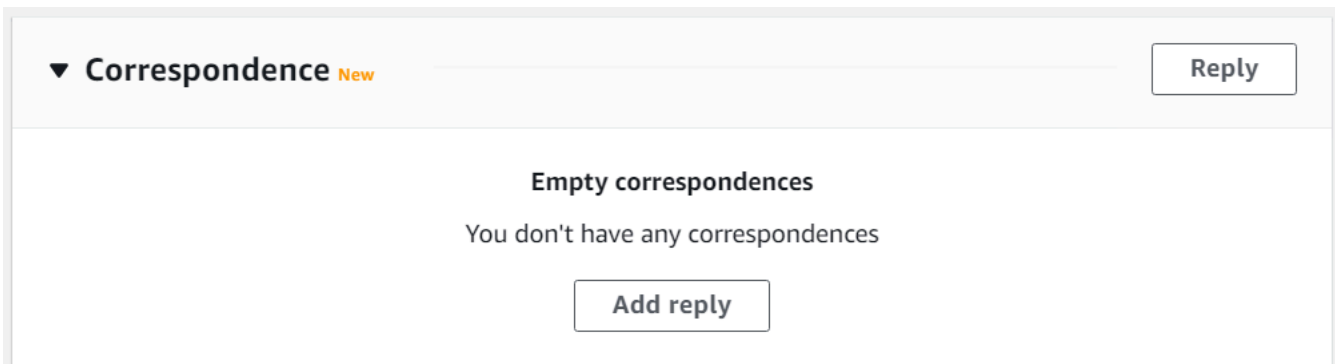 Correspondence New
Reply
Empty correspondences
You don't have any correspondences
Add reply